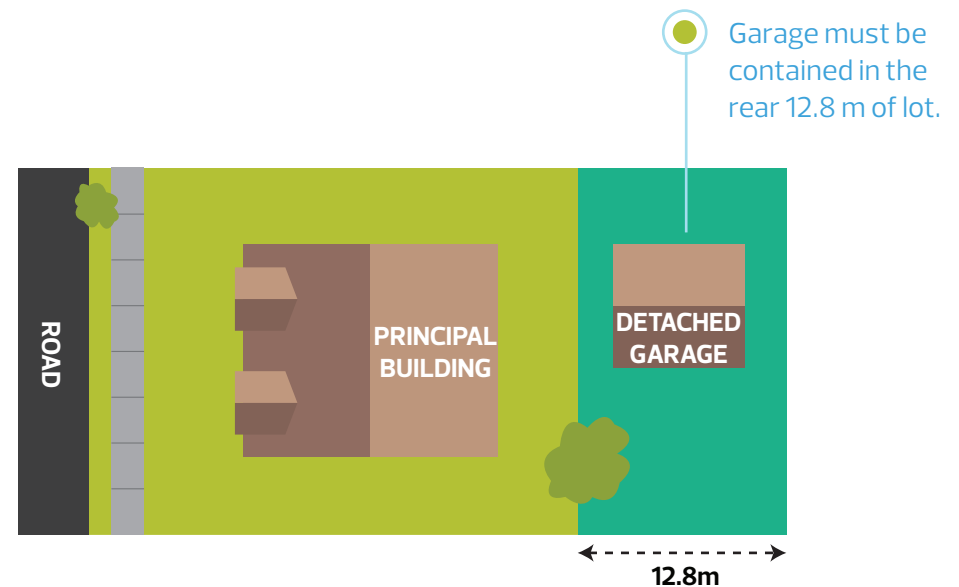 Garage must be
contained in the
rear 12.8 m of lot.
ROAD
PRINCIPAL
BUILDING
DETACHED
GARAGE
12.8m